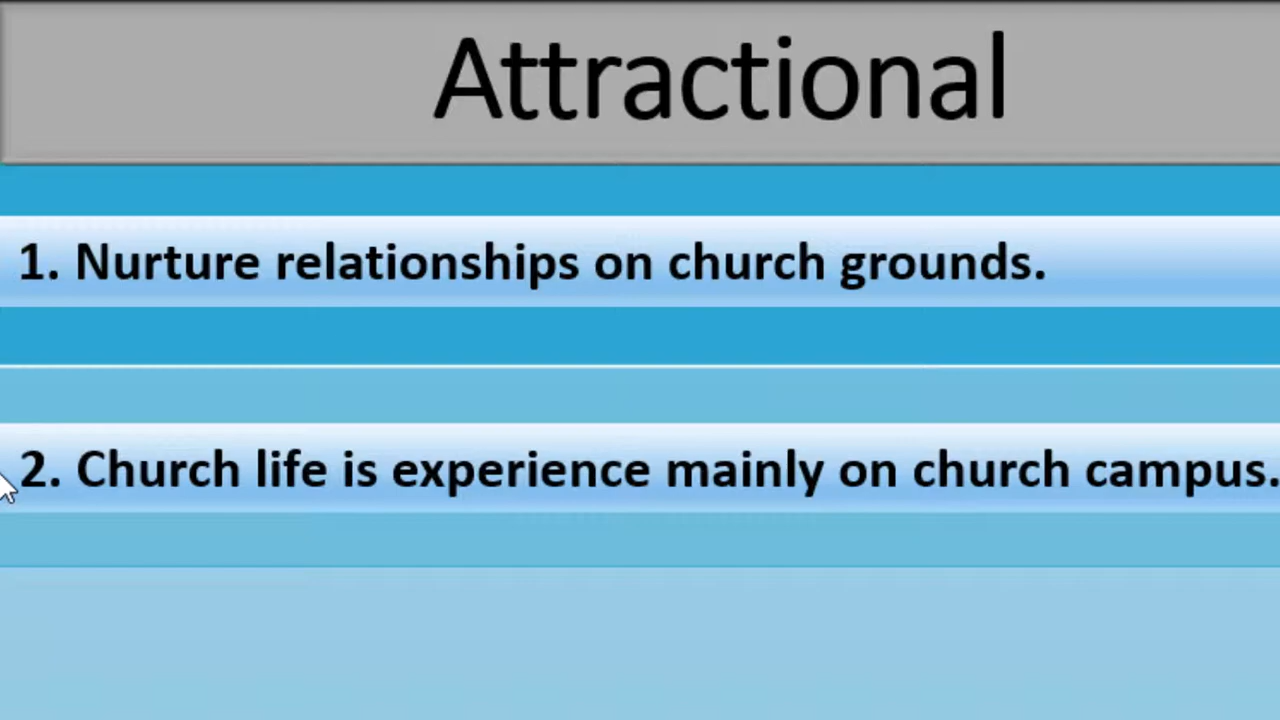 Attractional
1. Nurture relationships on church grounds.
2. Church life is experience mainly on church campus.